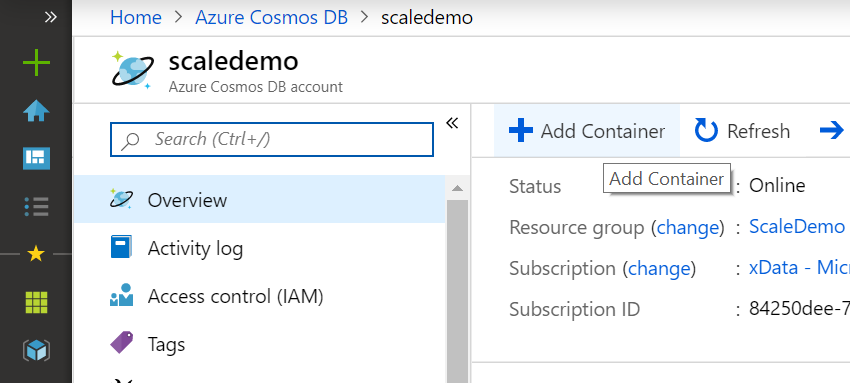 Home > Azure Cosmos DB > scaledemo
scaledemo
Azure Cosmos DB account
Search (Ctrl+/)
Overview
Activity log
Access control (IAM)
Tags
Add Container Refresh
Add Container
Status : Online
Resource group (change) : ScaleDemo
Subscription (change) : xData - Micr
Subscription ID : 84250dee-7